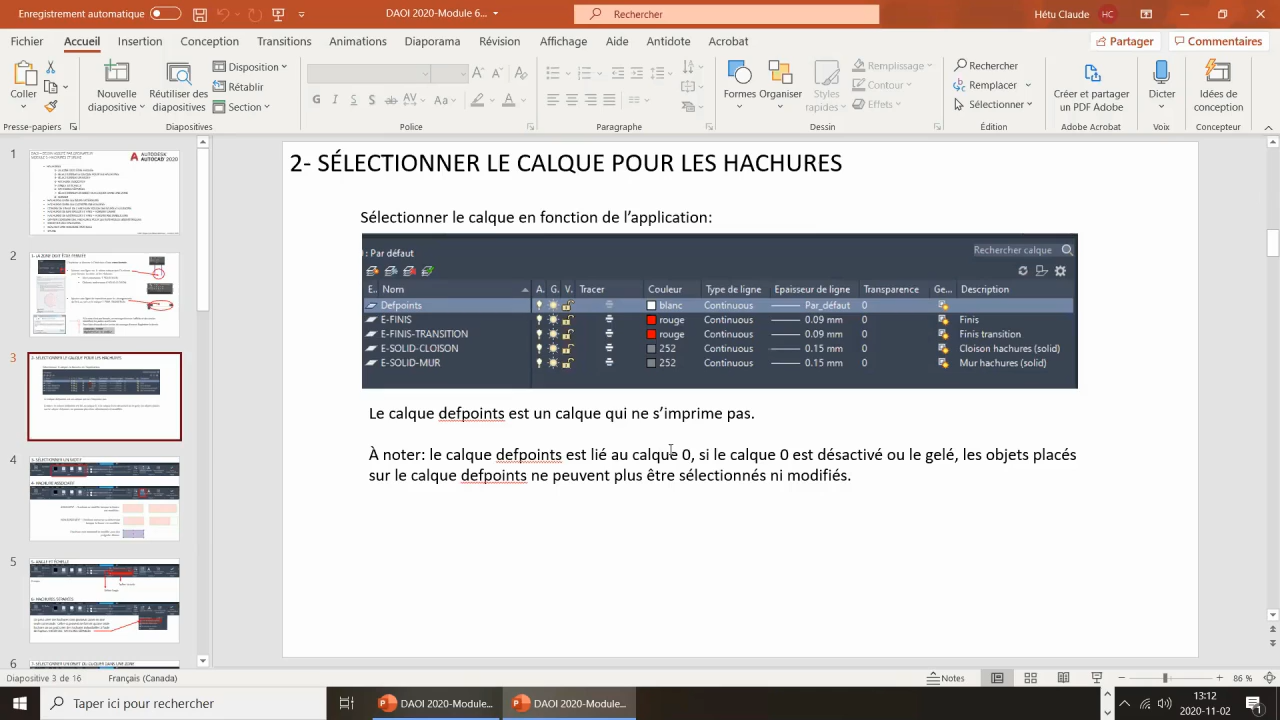 Enregistrement automatique
DAOI 2020-Module 6...
Rechercher
HC
Fichier Accueil Insertion Conception Transitions Animations Diaporama Révision Affichage Aide Antidote Acrobat
Partager Commentaires
Coller
Nouvelle diapositive
Réutiliser des diapositives
Disposition
Rétablir
Section
Formes Organiser Styles rapides
Remplissage
Contour
Effets
Rechercher
Remplacer
Sélectionner
Créer et partager un PDF Adobe
Dicter
Idées de conception
Presse-papiers Diapositives Police Paragraphe Dessin Édition Adobe Acrobat Voix Concepteur
AUTODESK
AUTOCAD 2020
3
5
6
2- SÉLECTIONNER LE CALQUE POUR LES HACHURES
Sélectionner le calque en fonction de l'application:
: Par défaut
Rechercher calque
E.. Nom A. G. V. Tracer Couleur Type de ligne Epaisseur de ligne Transparence Ge... Description
Defpoints blanc Continuous Par défaut 0
E-FINIS rouge Continuous 0.09 mm 0 Finis
E-FINIS-TRANSITION rouge Continuous 0.09 mm 0 Finis transition
E-SOLID-CLOISON 252 Continuous 0.15 mm 0 Cloison hachures (solid)
E-SOLID-MUR 252 Continuous 0.15 mm 0 Mur hachures (solid)
Le calque defpoints est un calque qui ne s'imprime pas.
À noter: le calque defpoints est lié au calque 0, si le calque 0 est désactivé ou le gelé, les objets placés
sur le calque defpoints ne peuvent plus être sélectionnés ni modifiés.
Diapositive 3 de 16 Français (Canada)
Notes
86 %
Taper ici pour rechercher
DAOI 2020-Module...
DAOI 2020-Module...
13:12
2020-11-02